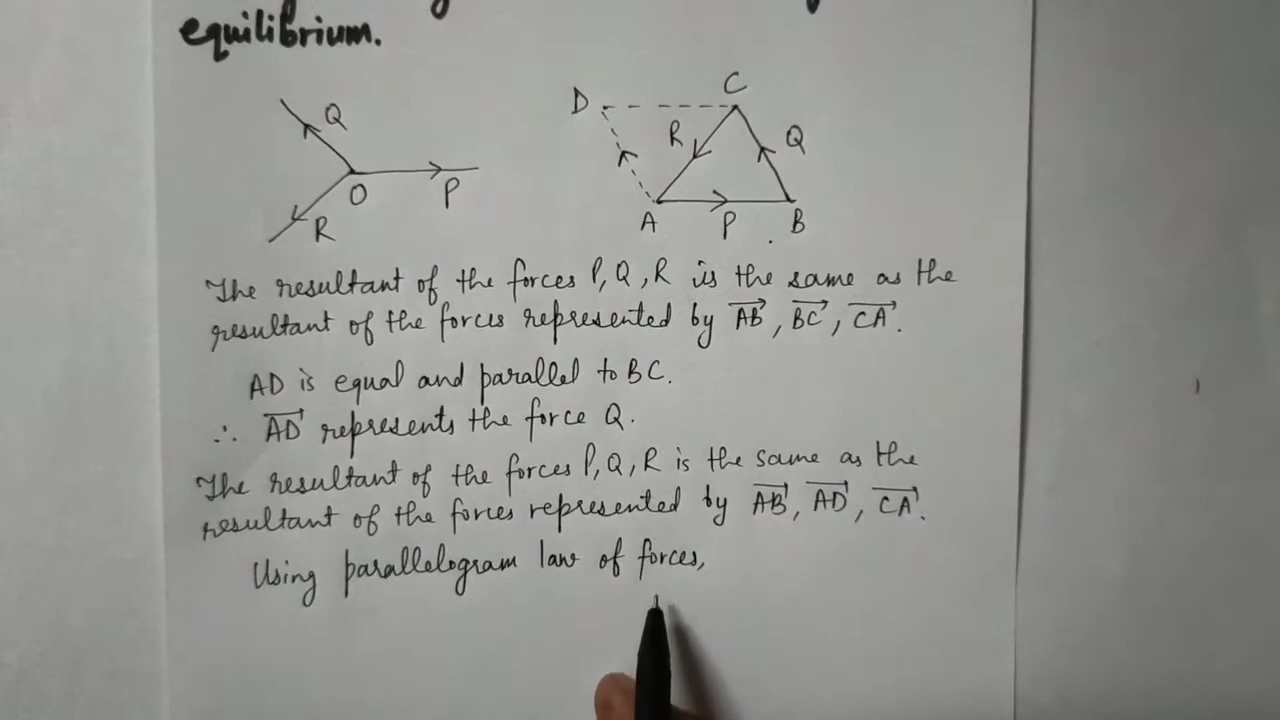 equilibrium.
Q
O
P
R
D
C
R
Q
A
P
B
The resultant of the forces P, Q, R is the same as the
resultant of the forces represented by AB, BC, CA.
AD is equal and parallel to BC.
∴ AD represents the force Q.
The resultant of the forces P, Q, R is the same as the
resultant of the forces represented by AB, AD, CA.
Using parallelogram law of forces,